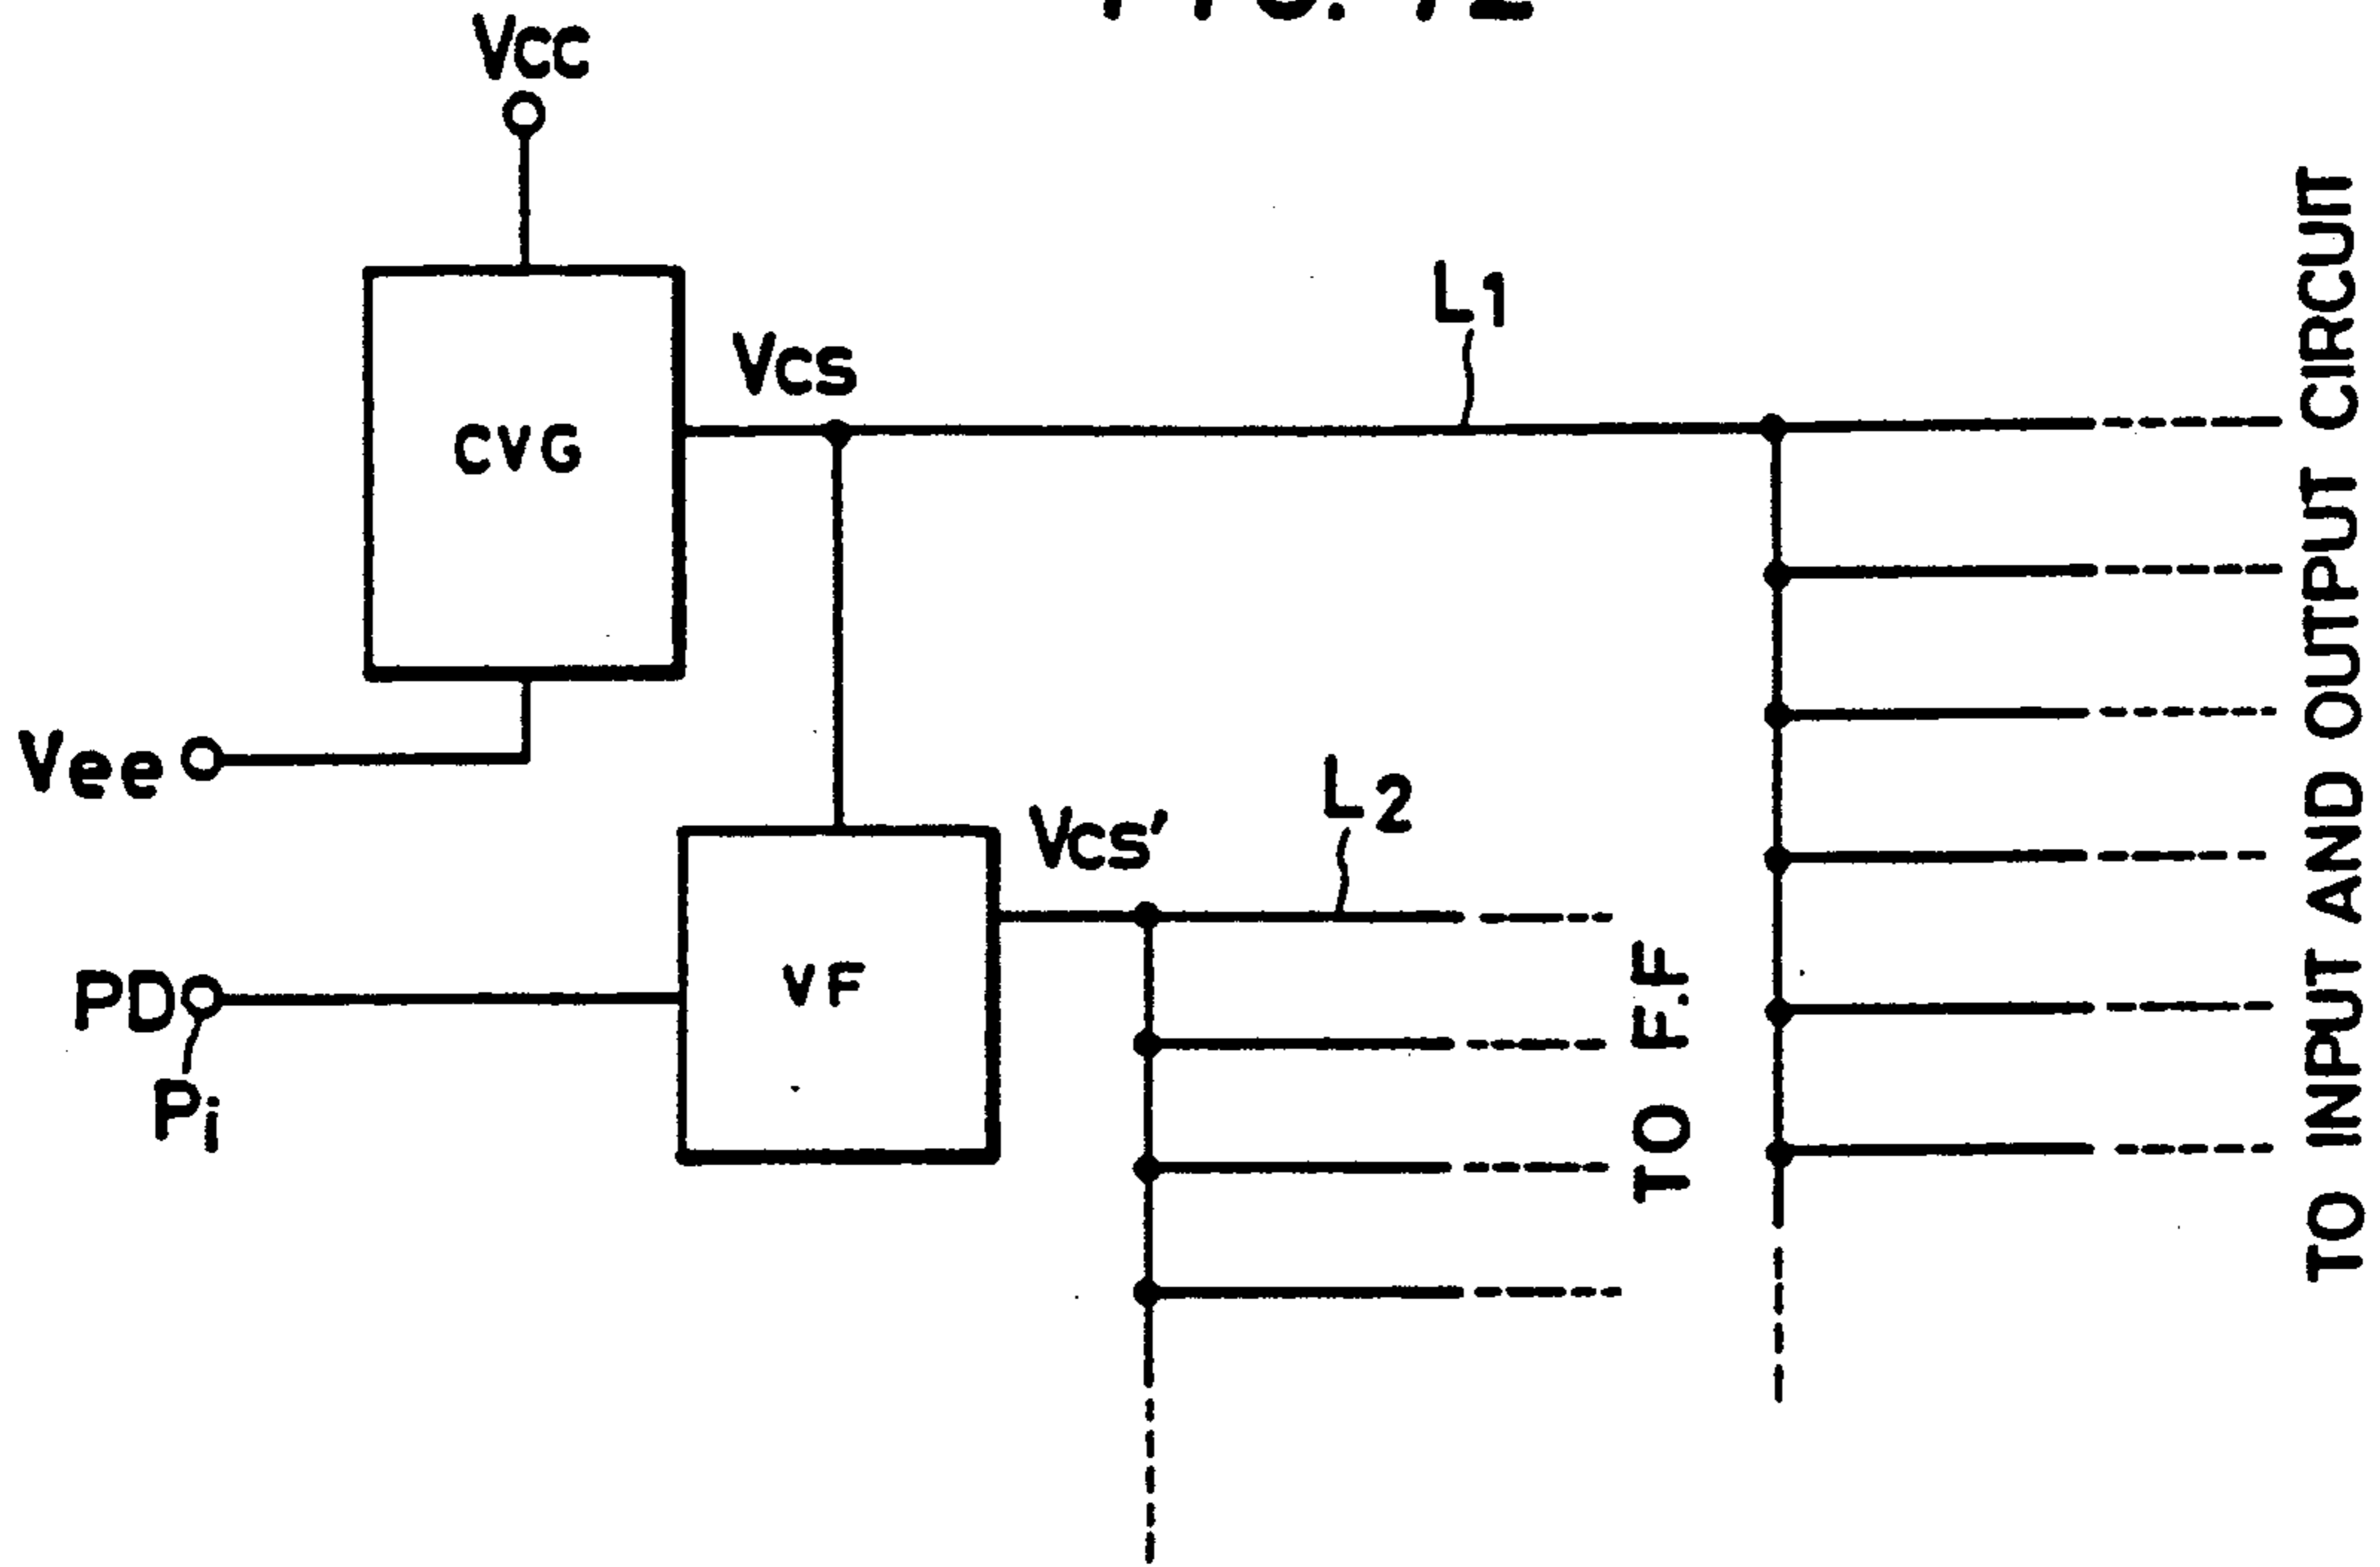 Vcc
L1
Vcs
CVG
Vee
L2
Vcs'
VF
PD
Pi
TO F.F
TO INPUT AND OUTPUT CIRCUIT